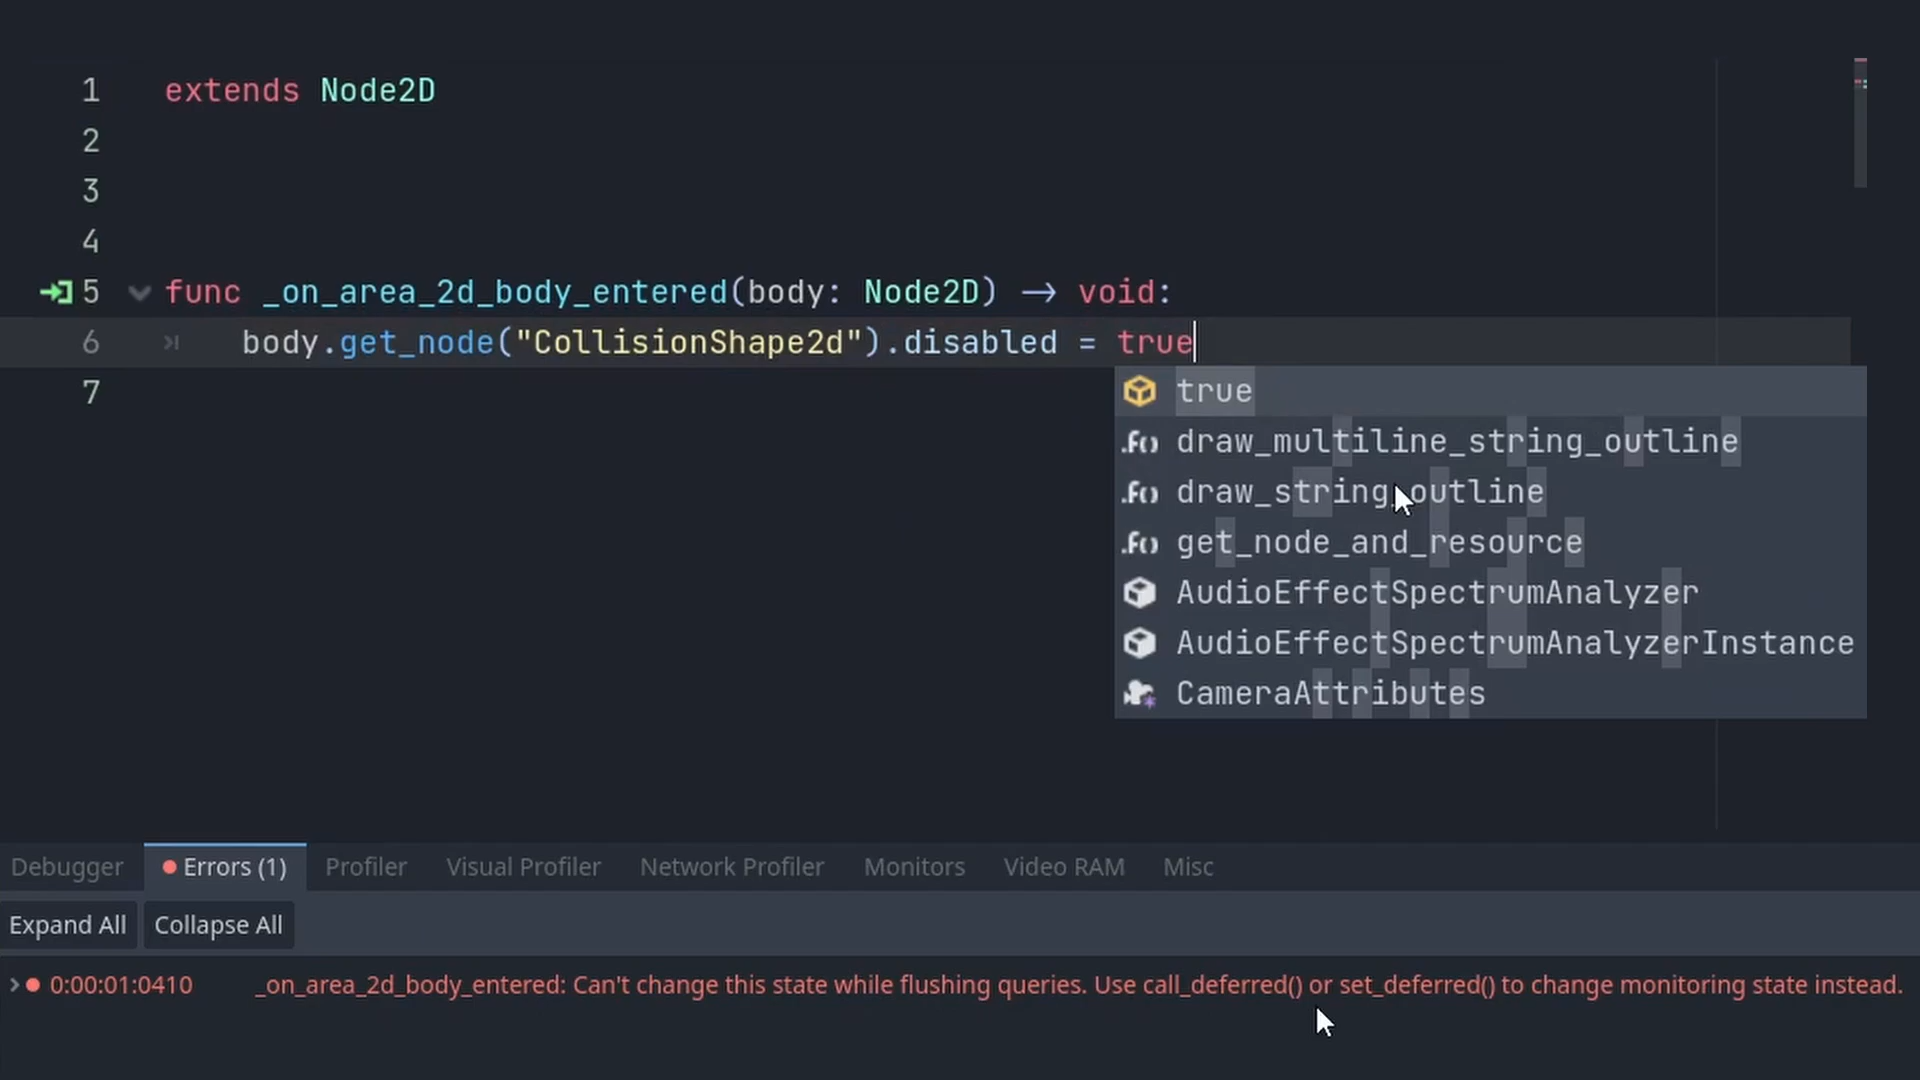 1 extends Node2D
2
3
4
5 func _on_area_2d_body_entered(body: Node2D) -> void:
6 body.get_node("CollisionShape2d").disabled = true
7
true
draw_multiline_string_outline
draw_string_outline
get_node_and_resource
AudioEffectSpectrumAnalyzer
AudioEffectSpectrumAnalyzerInstance
CameraAttributes
Debugger Errors (1) Profiler Visual Profiler Network Profiler Monitors Video RAM Misc
Expand All Collapse All
0:00:01:0410 _on_area_2d_body_entered: Can't change this state while flushing queries. Use call_deferred() or set_deferred() to change monitoring state instead.